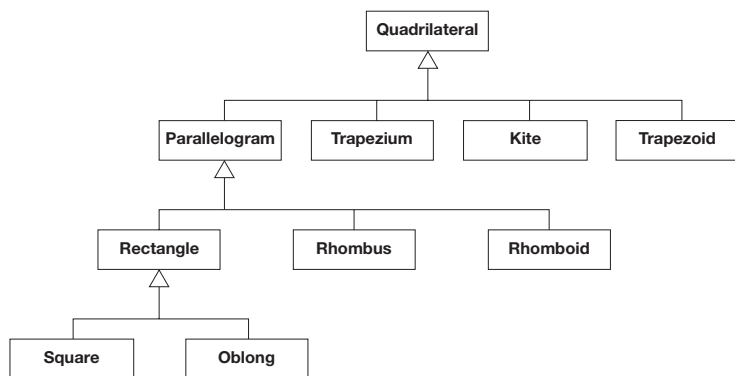 Quadrilateral
Parallelogram
Trapezium
Kite
Trapezoid
Rectangle
Rhombus
Rhomboid
Square
Oblong